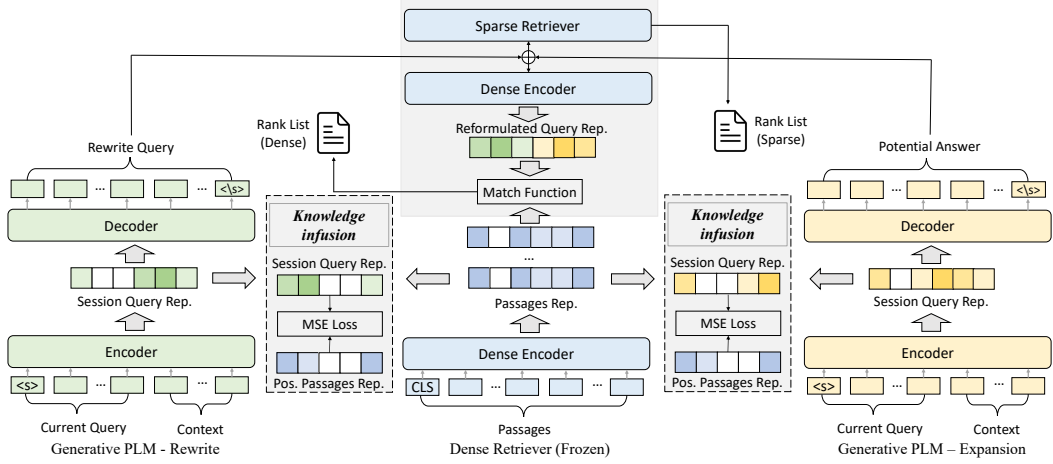 Sparse Retriever
Dense Encoder
Reformulated Query Rep.
Match Function
Rank List
(Dense)
Rank List
(Sparse)
Rewrite Query
... ... <\s>
Decoder
Session Query Rep.
Encoder
<s> ... ...
Current Query Context
Generative PLM - Rewrite
Knowledge
infusion
Session Query Rep.
MSE Loss
Pos. Passages Rep.
...
Passages Rep.
Dense Encoder
CLS ... ...
Passages
Dense Retriever (Frozen)
Knowledge
infusion
Session Query Rep.
MSE Loss
Pos. Passages Rep.
Potential Answer
... ... <\s>
Decoder
Session Query Rep.
Encoder
<s> ... ...
Current Query Context
Generative PLM – Expansion